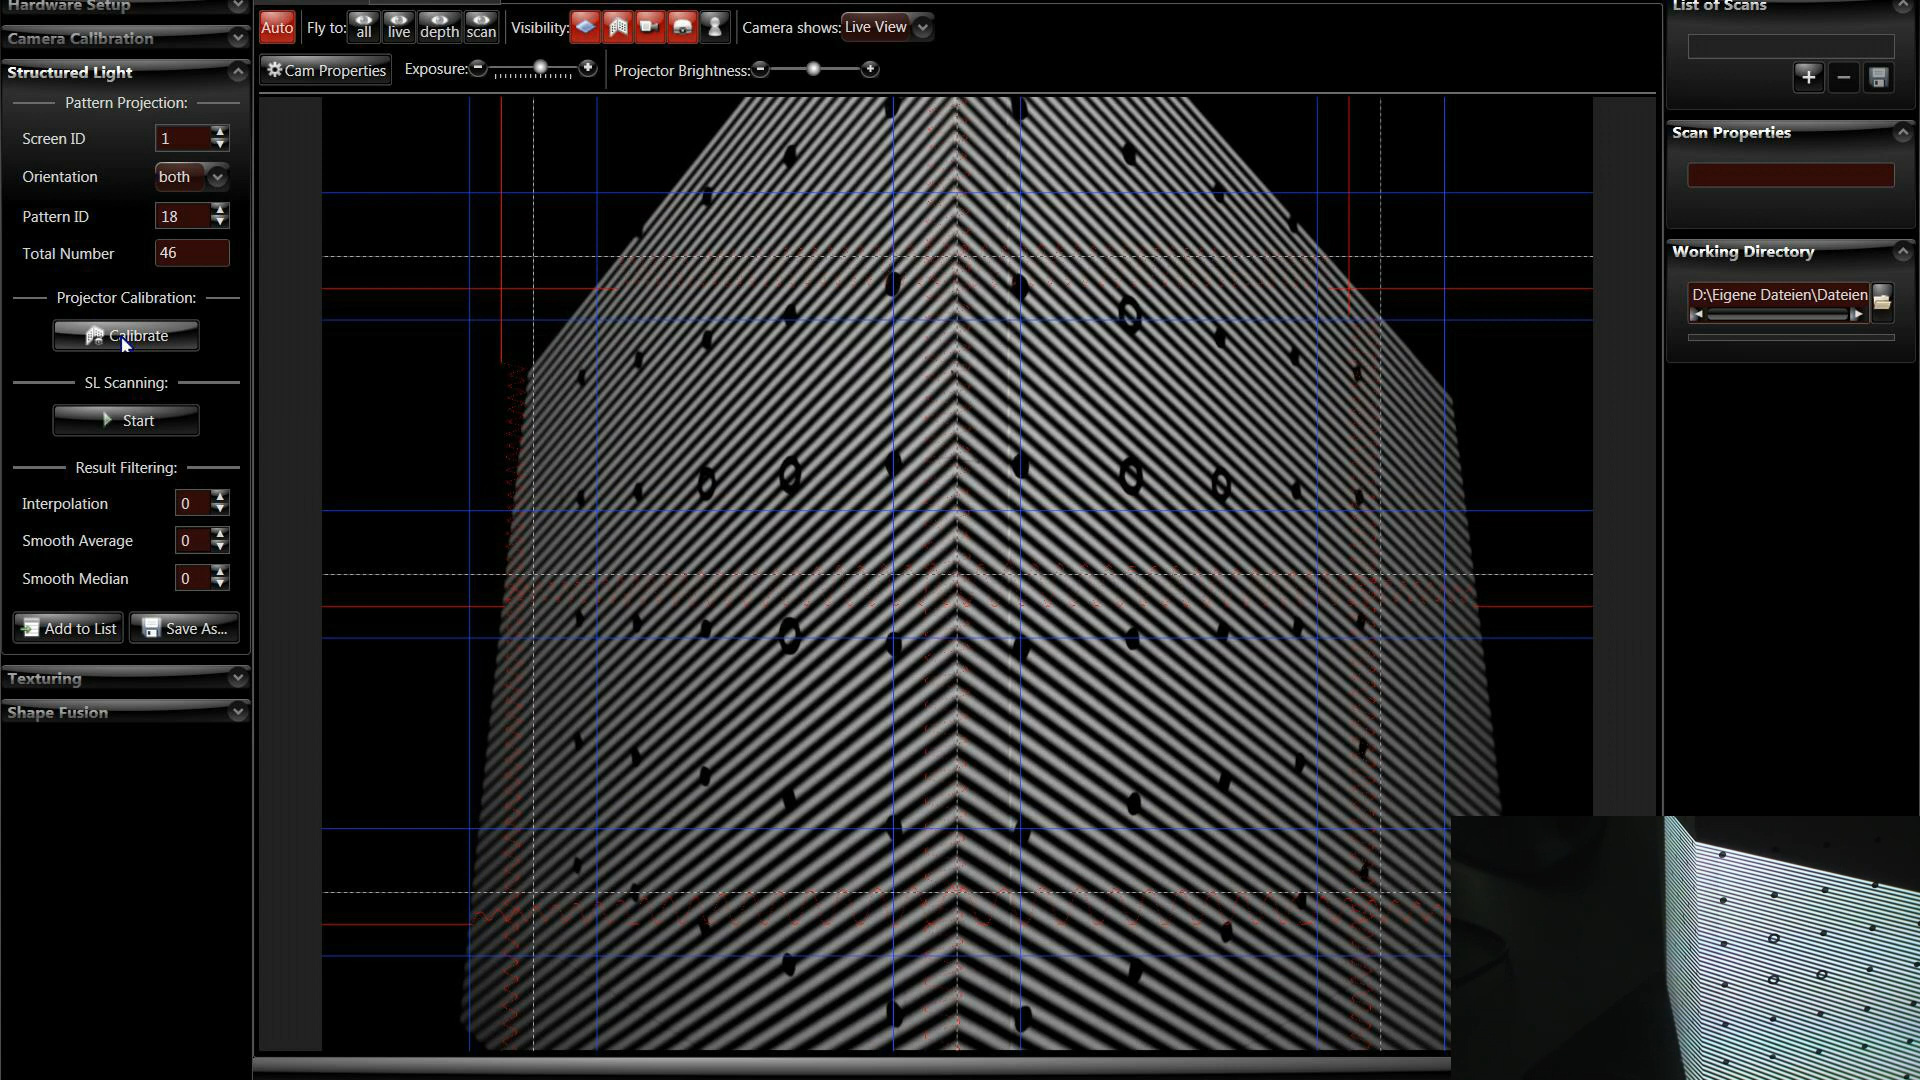 Hardware Setup
Camera Calibration
Structured Light
Pattern Projection:
Screen ID 1
Orientation both
Pattern ID 18
Total Number 46
Projector Calibration:
Calibrate
SL Scanning:
Start
Result Filtering:
Interpolation 0
Smooth Average 0
Smooth Median 0
Add to List Save As...
Texturing
Shape Fusion
Auto Fly to: all live depth scan Visibility: Camera shows: Live View
Cam Properties Exposure: Projector Brightness:
List of Scans
Scan Properties
Working Directory
D:\Eigene Dateien\Dateien